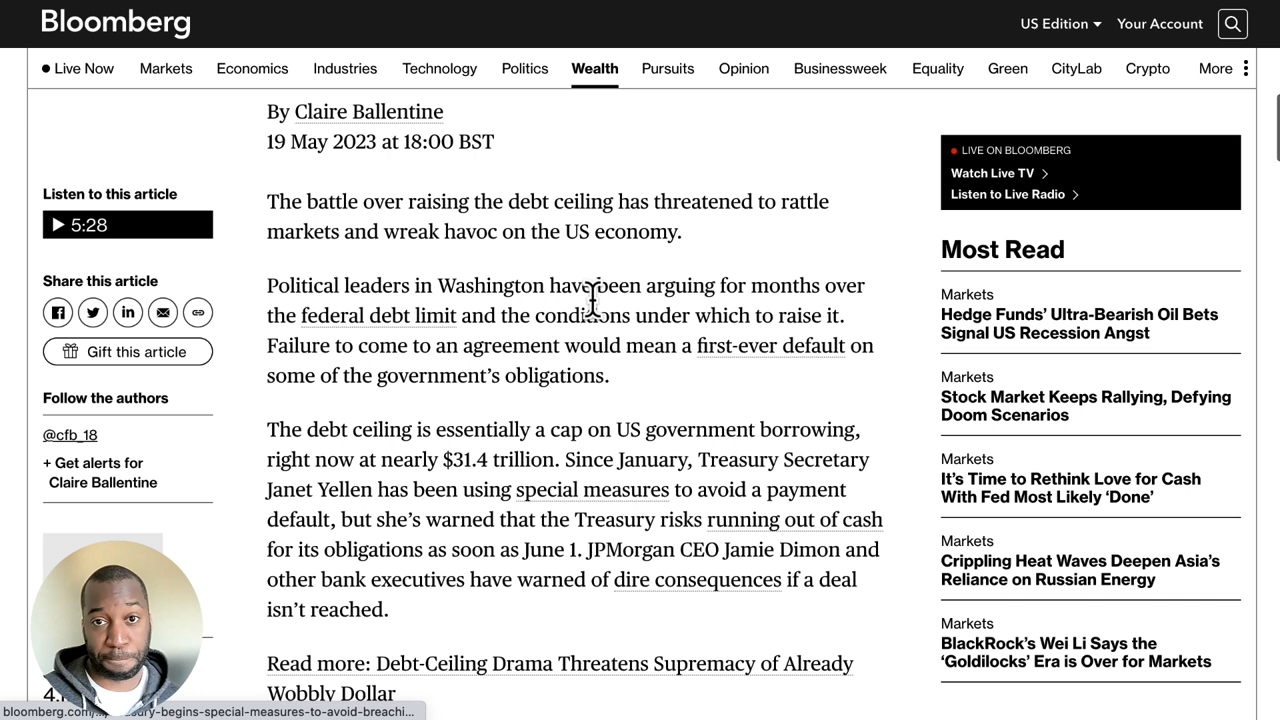 Bloomberg
US Edition
Your Account
Live Now
Markets
Economics
Industries
Technology
Politics
Wealth
Pursuits
Opinion
Businessweek
Equality
Green
CityLab
Crypto
More
By Claire Ballentine
19 May 2023 at 18:00 BST
Listen to this article
5:28
Share this article
Gift this article
Follow the authors
@cfb_18
+ Get alerts for
Claire Ballentine
The battle over raising the debt ceiling has threatened to rattle
markets and wreak havoc on the US economy.
Political leaders in Washington have been arguing for months over
the federal debt limit and the conditions under which to raise it.
Failure to come to an agreement would mean a first-ever default on
some of the government’s obligations.
The debt ceiling is essentially a cap on US government borrowing,
right now at nearly $31.4 trillion. Since January, Treasury Secretary
Janet Yellen has been using special measures to avoid a payment
default, but she’s warned that the Treasury risks running out of cash
for its obligations as soon as June 1. JPMorgan CEO Jamie Dimon and
other bank executives have warned of dire consequences if a deal
isn’t reached.
Read more: Debt-Ceiling Drama Threatens Supremacy of Already
Wobbly Dollar
LIVE ON BLOOMBERG
Watch Live TV
Listen to Live Radio
Most Read
Markets
Hedge Funds’ Ultra-Bearish Oil Bets
Signal US Recession Angst
Markets
Stock Market Keeps Rallying, Defying
Doom Scenarios
Markets
It’s Time to Rethink Love for Cash
With Fed Most Likely ‘Done’
Markets
Crippling Heat Waves Deepen Asia’s
Reliance on Russian Energy
Markets
BlackRock’s Wei Li Says the
‘Goldilocks’ Era is Over for Markets